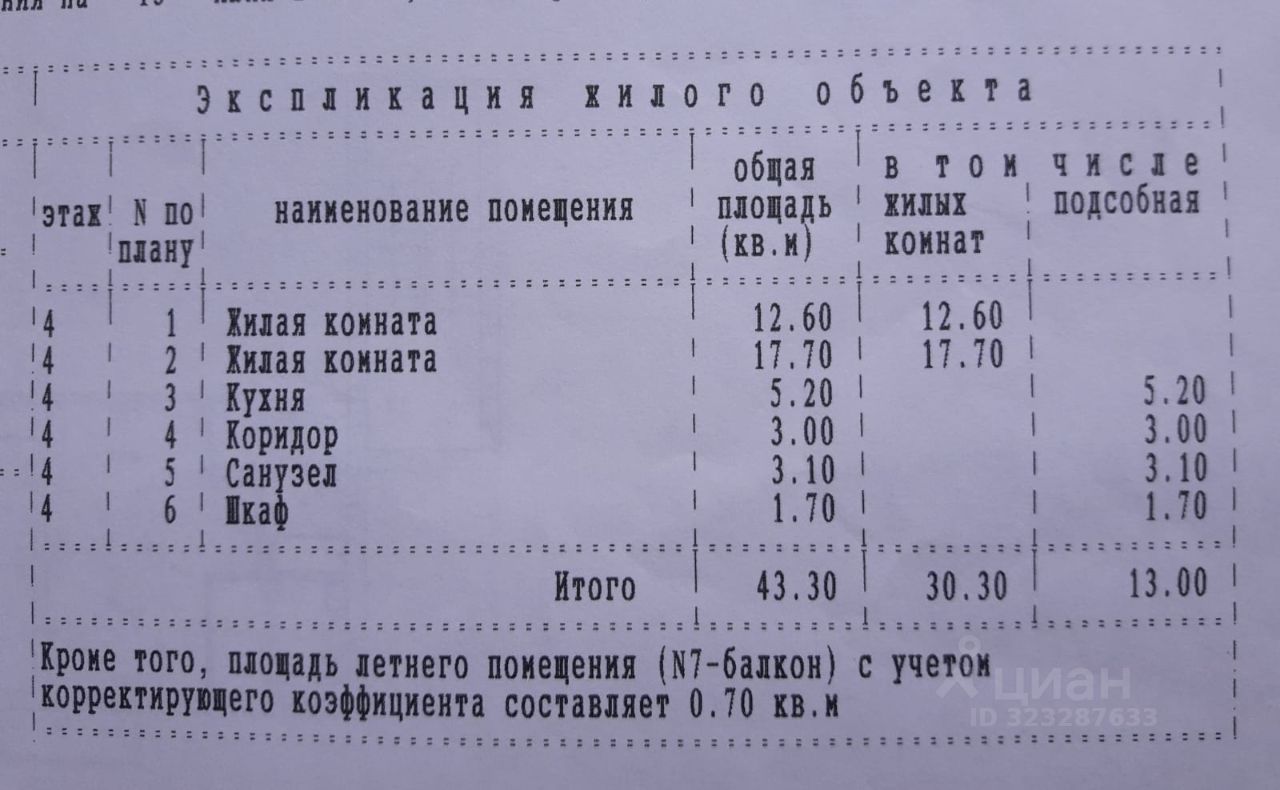 Экспликация жилого объекта
этаж N по плану наименование помещения общая площадь (кв.м) в том числе жилых комнат подсобная
4 1 Жилая комната 12.60 12.60
4 2 Жилая комната 17.70 17.70
4 3 Кухня 5.20 5.20
4 4 Коридор 3.00 3.00
4 5 Санузел 3.10 3.10
4 6 Шкаф 1.70 1.70
Итого 43.30 30.30 13.00
Кроме того, площадь летнего помещения (N7-балкон) с учетом
корректирующего коэффициента составляет 0.70 кв.м
циан
ID 323287633